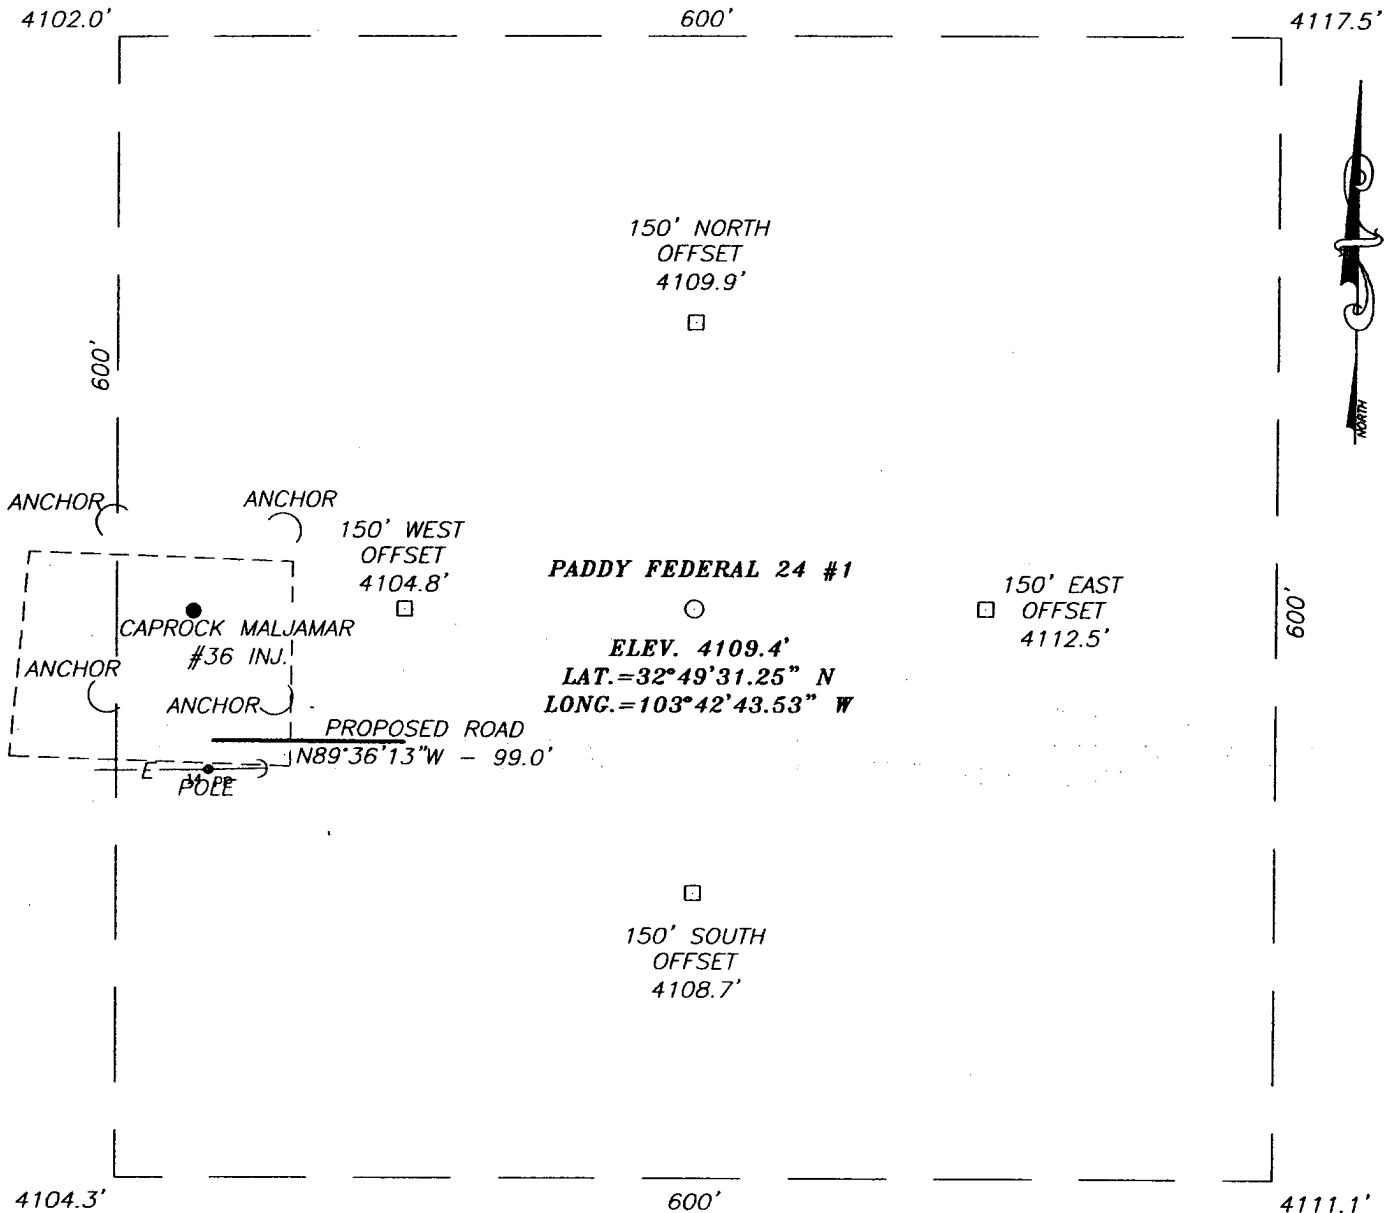 4102.0'
600'
4117.5'
150' NORTH
OFFSET
4109.9'
600'
NORTH
ANCHOR
ANCHOR
150' WEST
OFFSET
4104.8'
PADDY FEDERAL 24 #1
150' EAST
OFFSET
4112.5'
600'
CAPROCK MALJAMAR
#36 INJ.
ELEV. 4109.4'
LAT.=32°49'31.25" N
LONG.=103°42'43.53" W
ANCHOR
ANCHOR
PROPOSED ROAD
N89°36'13"W - 99.0'
E
POLE
150' SOUTH
OFFSET
4108.7'
4104.3'
600'
4111.1'